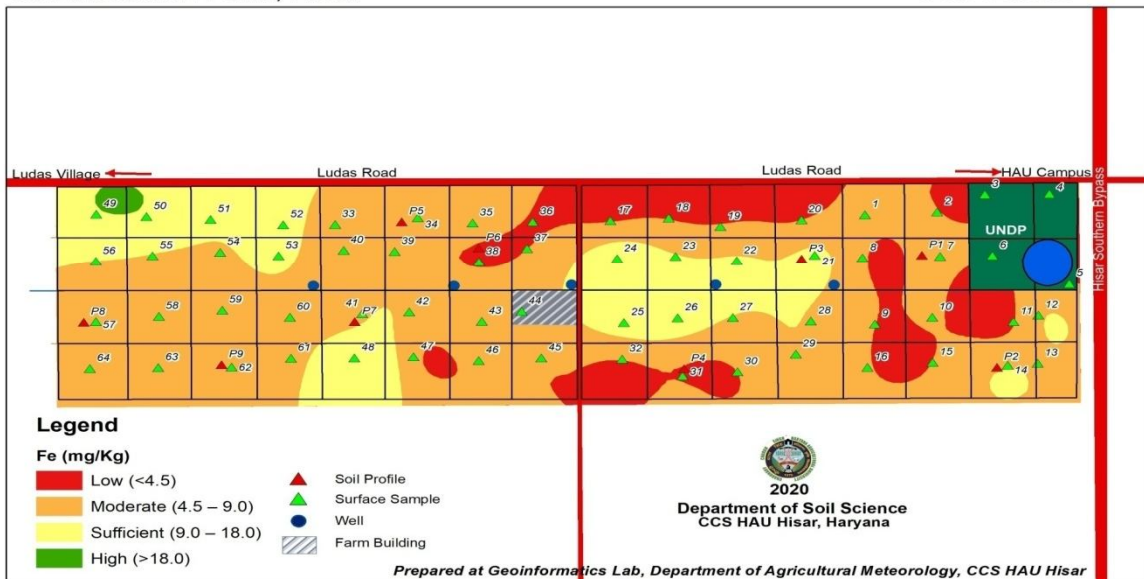 Ludas Village
Ludas Road
Ludas Road
HAU Campus
Hisar Southern Bypass
49 50 51 52 33 P5 34 35 36 17 18 19 20 1 2 3 4
56 55 54 53 40 39 P6 38 37 24 23 22 P3 21 8 P1 7 UNDP 6 5
P8 57 58 59 60 41 P7 42 43 44 25 26 27 28 9 10 11 12
64 63 P9 62 61 48 47 46 45 32 P4 31 30 29 16 15 P2 14 13
Legend
Fe (mg/Kg)
Low (<4.5)
Moderate (4.5 – 9.0)
Sufficient (9.0 – 18.0)
High (>18.0)
Soil Profile
Surface Sample
Well
Farm Building
2020
Department of Soil Science
CCS HAU Hisar, Haryana
Prepared at Geoinformatics Lab, Department of Agricultural Meteorology, CCS HAU Hisar